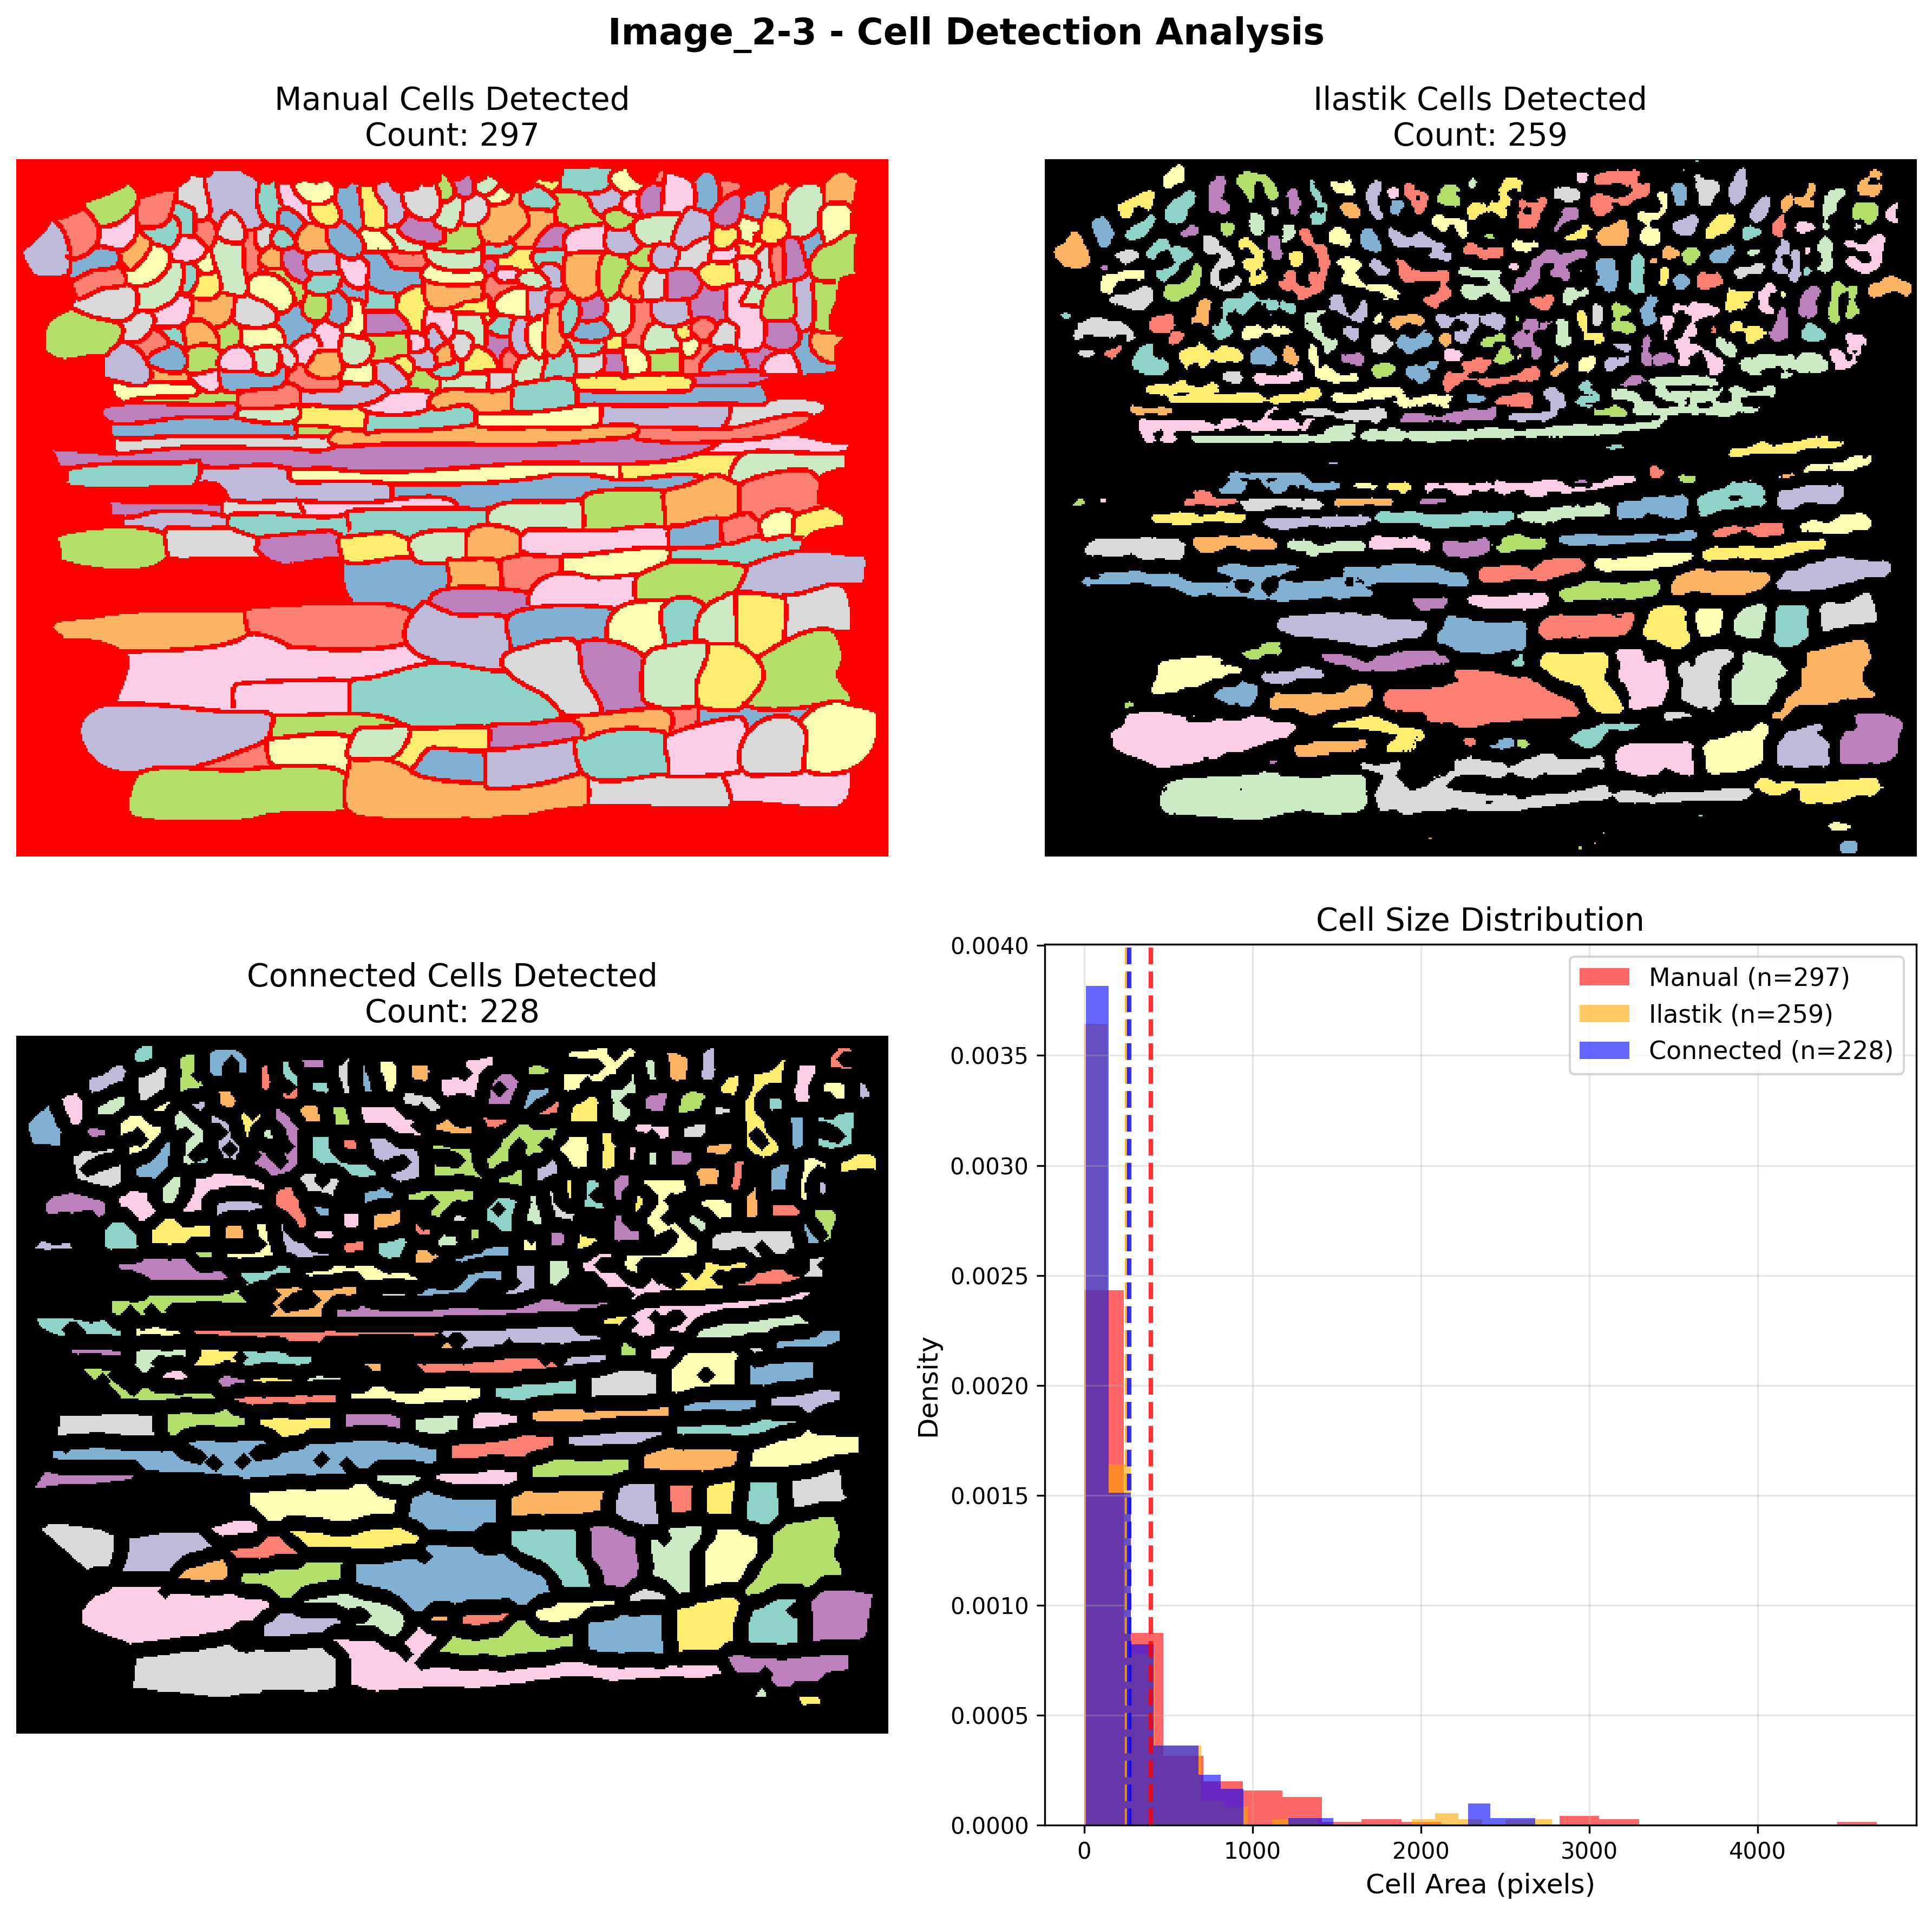 Image_2-3 - Cell Detection Analysis
Manual Cells Detected
Count: 297
Ilastik Cells Detected
Count: 259
Connected Cells Detected
Count: 228
Cell Size Distribution
Manual (n=297)
Ilastik (n=259)
Connected (n=228)
Density
0.0040
0.0035
0.0030
0.0025
0.0020
0.0015
0.0010
0.0005
0.0000
0
1000
2000
3000
4000
Cell Area (pixels)